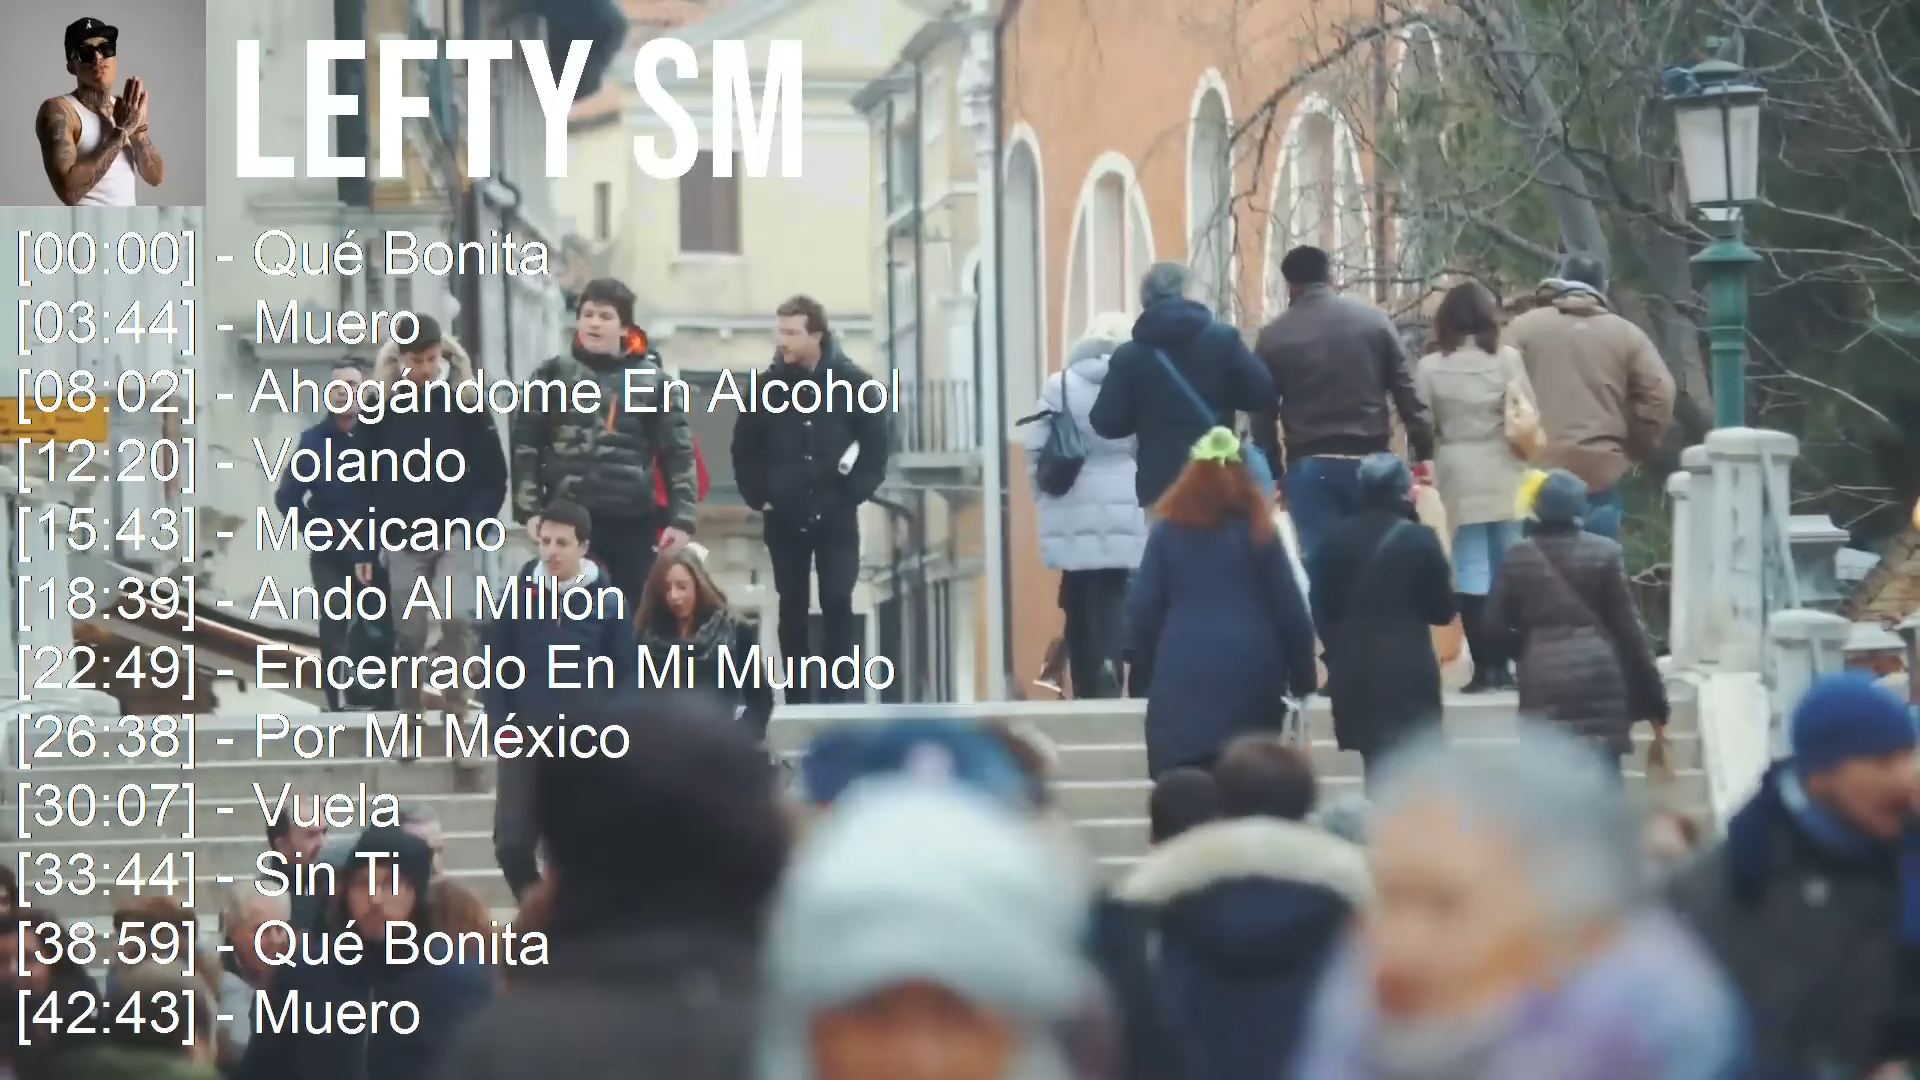 LEFTY SM
[00:00] - Qué Bonita
[03:44] - Muero
[08:02] - Ahogándome En Alcohol
[12:20] - Volando
[15:43] - Mexicano
[18:39] - Ando Al Millón
[22:49] - Encerrado En Mi Mundo
[26:38] - Por Mi México
[30:07] - Vuela
[33:44] - Sin Ti
[38:59] - Qué Bonita
[42:43] - Muero